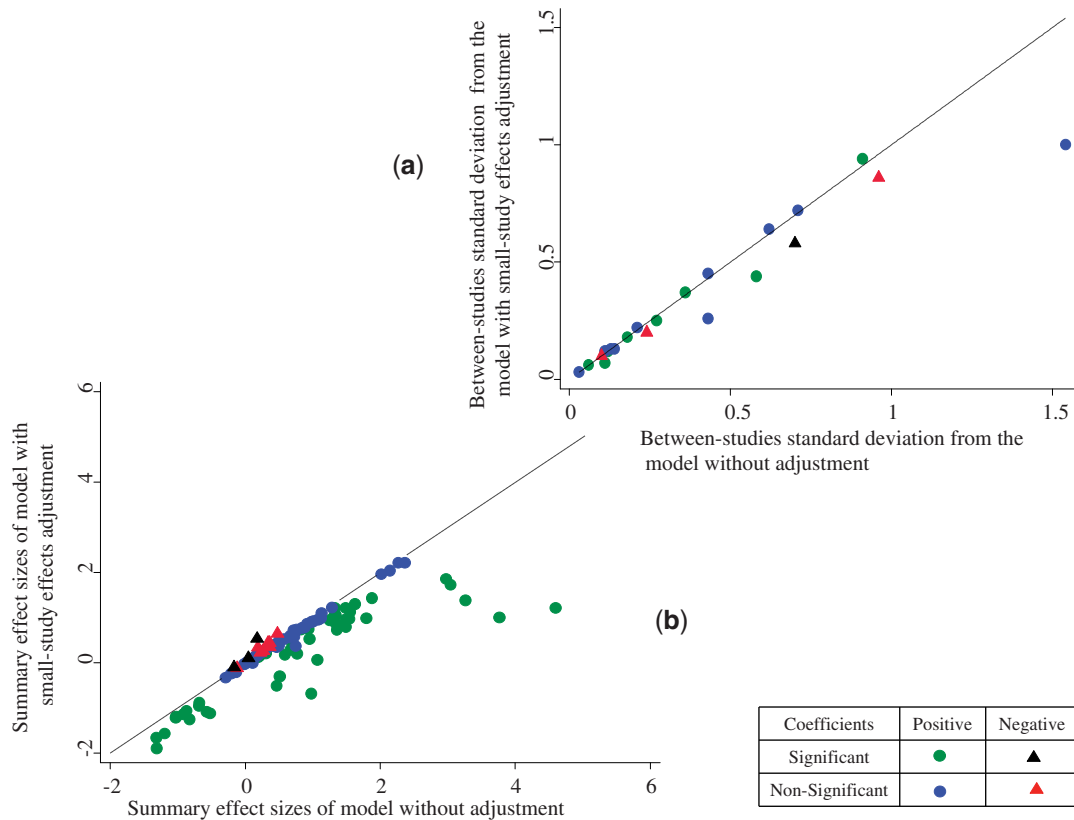 (a)
Between-studies standard deviation from the
model with small-study effects adjustment
1.5
1
0.5
0
0
0.5
1
1.5
Between-studies standard deviation from the
model without adjustment
(b)
Summary effect sizes of model with
small-study effects adjustment
6
4
2
0
-2
-2
0
2
4
6
Summary effect sizes of model without adjustment
Coefficients Positive Negative
Significant
Non-Significant